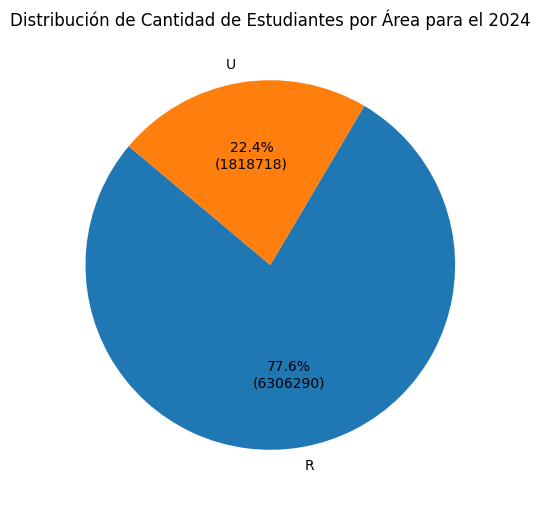 Distribución de Cantidad de Estudiantes por Área para el 2024
U
22.4%
(1818718)
77.6%
(6306290)
R